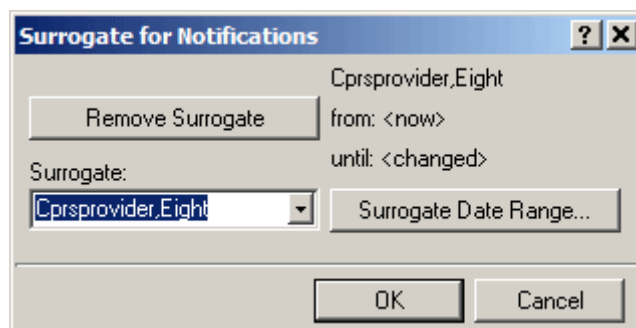 Surrogate for Notifications
Cprsprovider,Eight
Remove Surrogate
from: <now>
until: <changed>
Surrogate:
Cprsprovider,Eight
Surrogate Date Range...
OK
Cancel